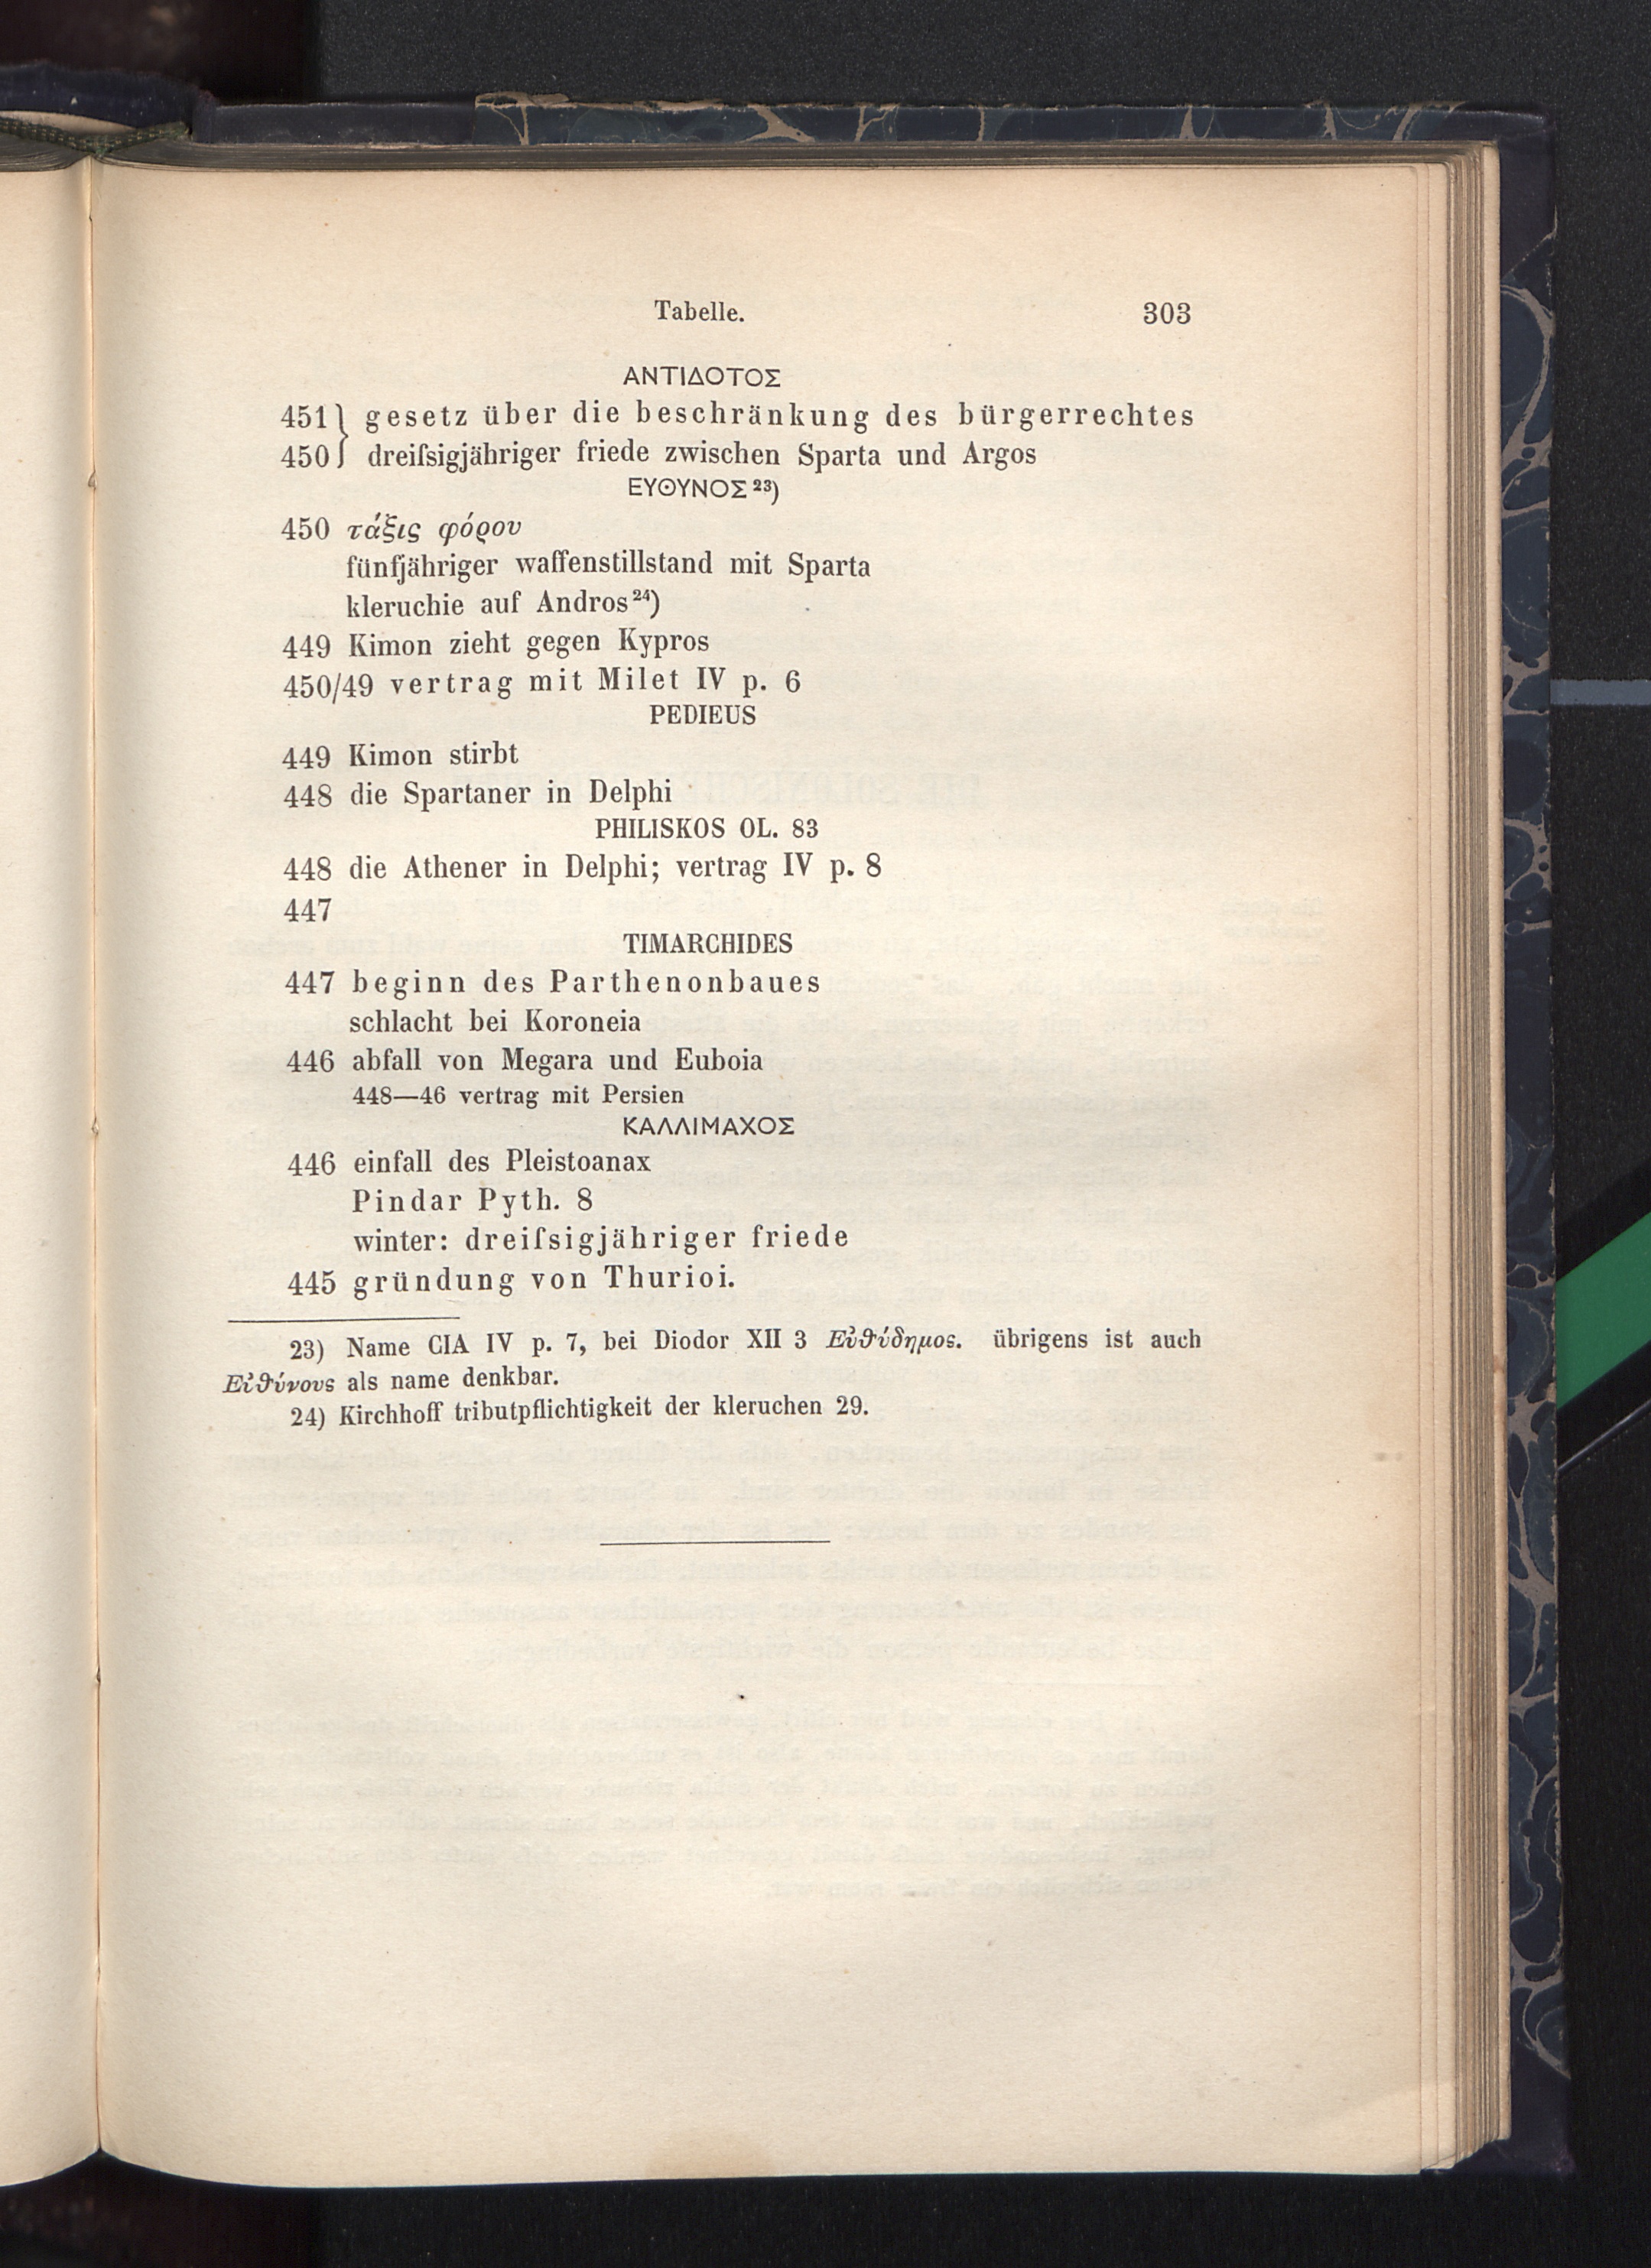 Tabelle. 303
ΑΝΤΙΔΟΤΟΣ
451 } gesetz über die beschränkung des bürgerrechtes
450 } dreiſsigjähriger friede zwischen Sparta und Argos
ΕΥΘΥΝΟΣ 23)
450 τάξις φόρου
fünfjähriger waffenstillstand mit Sparta
kleruchie auf Andros 24)
449 Kimon zieht gegen Kypros
450/49 vertrag mit Milet IV p. 6
PEDIEUS
449 Kimon stirbt
448 die Spartaner in Delphi
PHILISKOS OL. 83
448 die Athener in Delphi; vertrag IV p. 8
447
TIMARCHIDES
447 beginn des Parthenonbaues
schlacht bei Koroneia
446 abfall von Megara und Euboia
448—46 vertrag mit Persien
ΚΑΛΛΙΜΑΧΟΣ
446 einfall des Pleistoanax
Pindar Pyth. 8
winter: dreiſsigjähriger friede
445 gründung von Thurioi.
23) Name CIA IV p. 7, bei Diodor XII 3 Εὐθύδημος. übrigens ist auch
Εὐθύνους als name denkbar.
24) Kirchhoff tributpflichtigkeit der kleruchen 29.